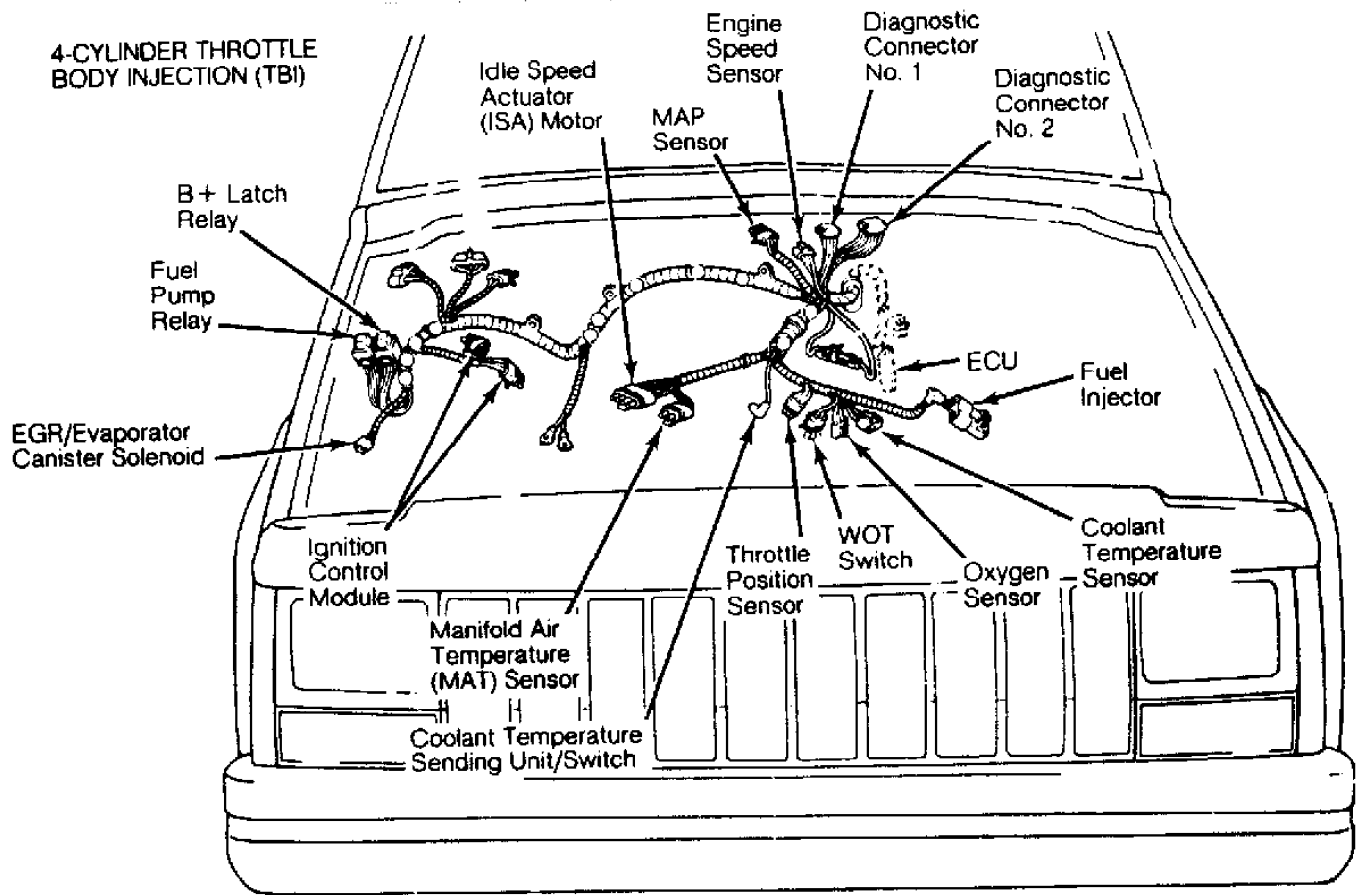 4-CYLINDER THROTTLE
BODY INJECTION (TBI)
Idle Speed
Actuator
(ISA) Motor
MAP
Sensor
Engine
Speed
Sensor
Diagnostic
Connector
No. 1
Diagnostic
Connector
No. 2
B+ Latch
Relay
Fuel
Pump
Relay
EGR/Evaporator
Canister Solenoid
ECU
Fuel
Injector
Ignition
Control
Module
Manifold Air
Temperature
(MAT) Sensor
Coolant Temperature
Sending Unit/Switch
Throttle
Position
Sensor
WOT
Switch
Oxygen
Sensor
Coolant
Temperature
Sensor